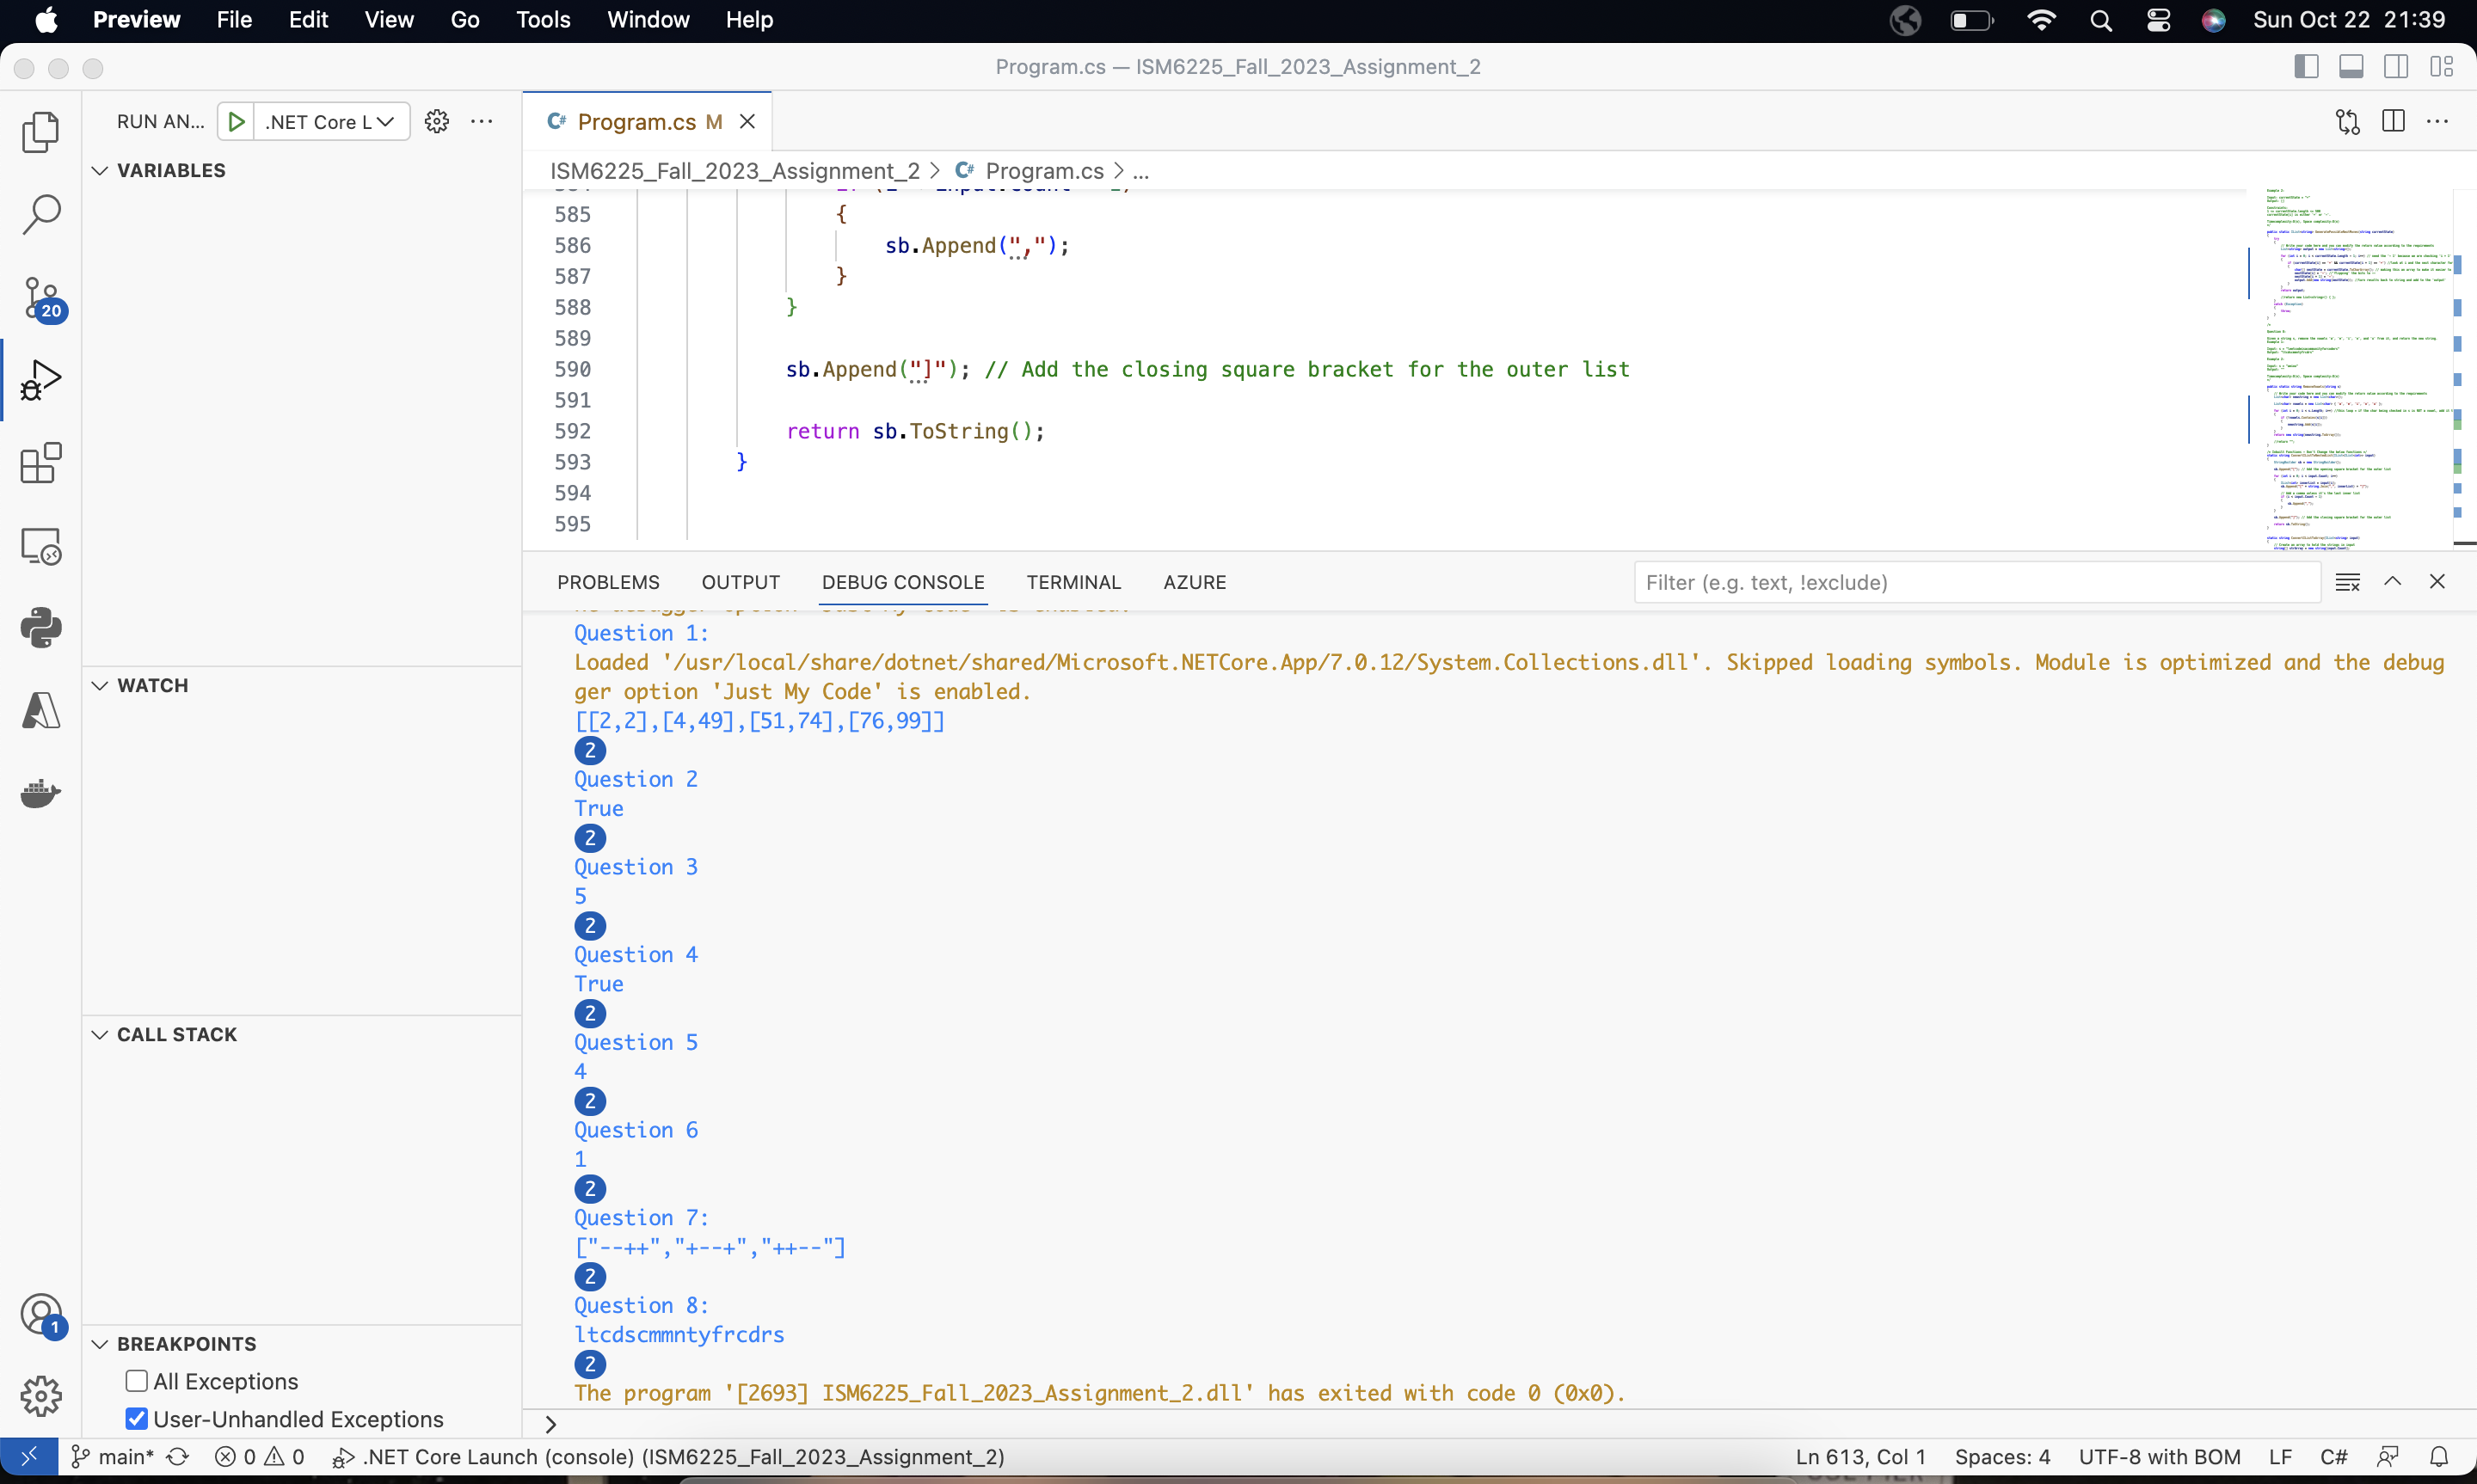 Preview File Edit View Go Tools Window Help Sun Oct 22 21:39
Program.cs — ISM6225_Fall_2023_Assignment_2
RUN AN... .NET Core L
C# Program.cs M
VARIABLES
ISM6225_Fall_2023_Assignment_2 > C# Program.cs > ...
585 {
586 sb.Append(",");
587 }
588 }
589
590 sb.Append("]"); // Add the closing square bracket for the outer list
591
592 return sb.ToString();
593 }
594
595
20
PROBLEMS OUTPUT DEBUG CONSOLE TERMINAL AZURE Filter (e.g. text, !exclude)
Question 1:
Loaded '/usr/local/share/dotnet/shared/Microsoft.NETCore.App/7.0.12/System.Collections.dll'. Skipped loading symbols. Module is optimized and the debug
ger option 'Just My Code' is enabled.
[[2,2],[4,49],[51,74],[76,99]]
2
Question 2
True
2
Question 3
5
2
Question 4
True
2
Question 5
4
2
Question 6
1
2
Question 7:
["--++","+--+","++--"]
2
Question 8:
ltcdscmmntyfrcdrs
2
The program '[2693] ISM6225_Fall_2023_Assignment_2.dll' has exited with code 0 (0x0).
>
WATCH
CALL STACK
1
BREAKPOINTS
All Exceptions
User-Unhandled Exceptions
main* 0 0 .NET Core Launch (console) (ISM6225_Fall_2023_Assignment_2) Ln 613, Col 1 Spaces: 4 UTF-8 with BOM LF C#